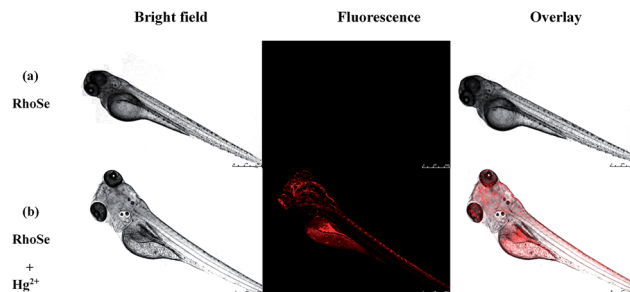 Bright field Fluorescence Overlay
(a)
RhoSe
(b)
RhoSe
+
Hg²⁺